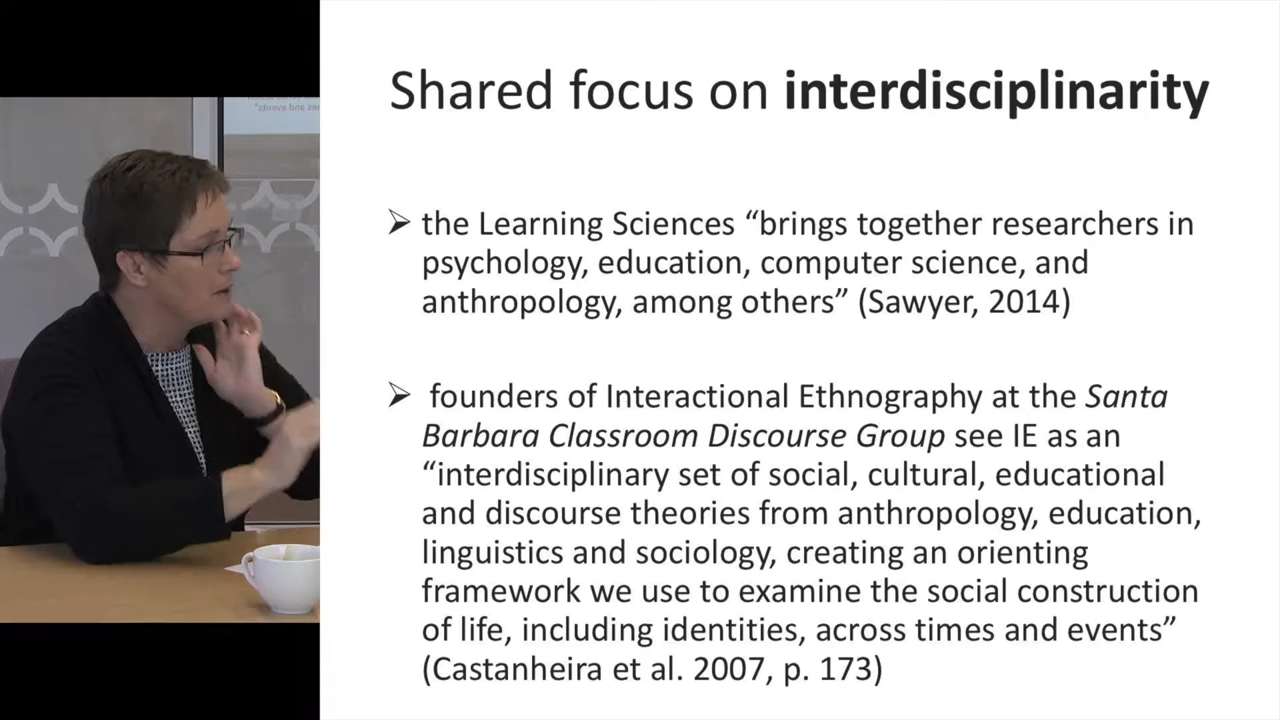 Shared focus on interdisciplinarity
➢ the Learning Sciences “brings together researchers in
psychology, education, computer science, and
anthropology, among others” (Sawyer, 2014)
➢ founders of Interactional Ethnography at the Santa
Barbara Classroom Discourse Group see IE as an
“interdisciplinary set of social, cultural, educational
and discourse theories from anthropology, education,
linguistics and sociology, creating an orienting
framework we use to examine the social construction
of life, including identities, across times and events”
(Castanheira et al. 2007, p. 173)